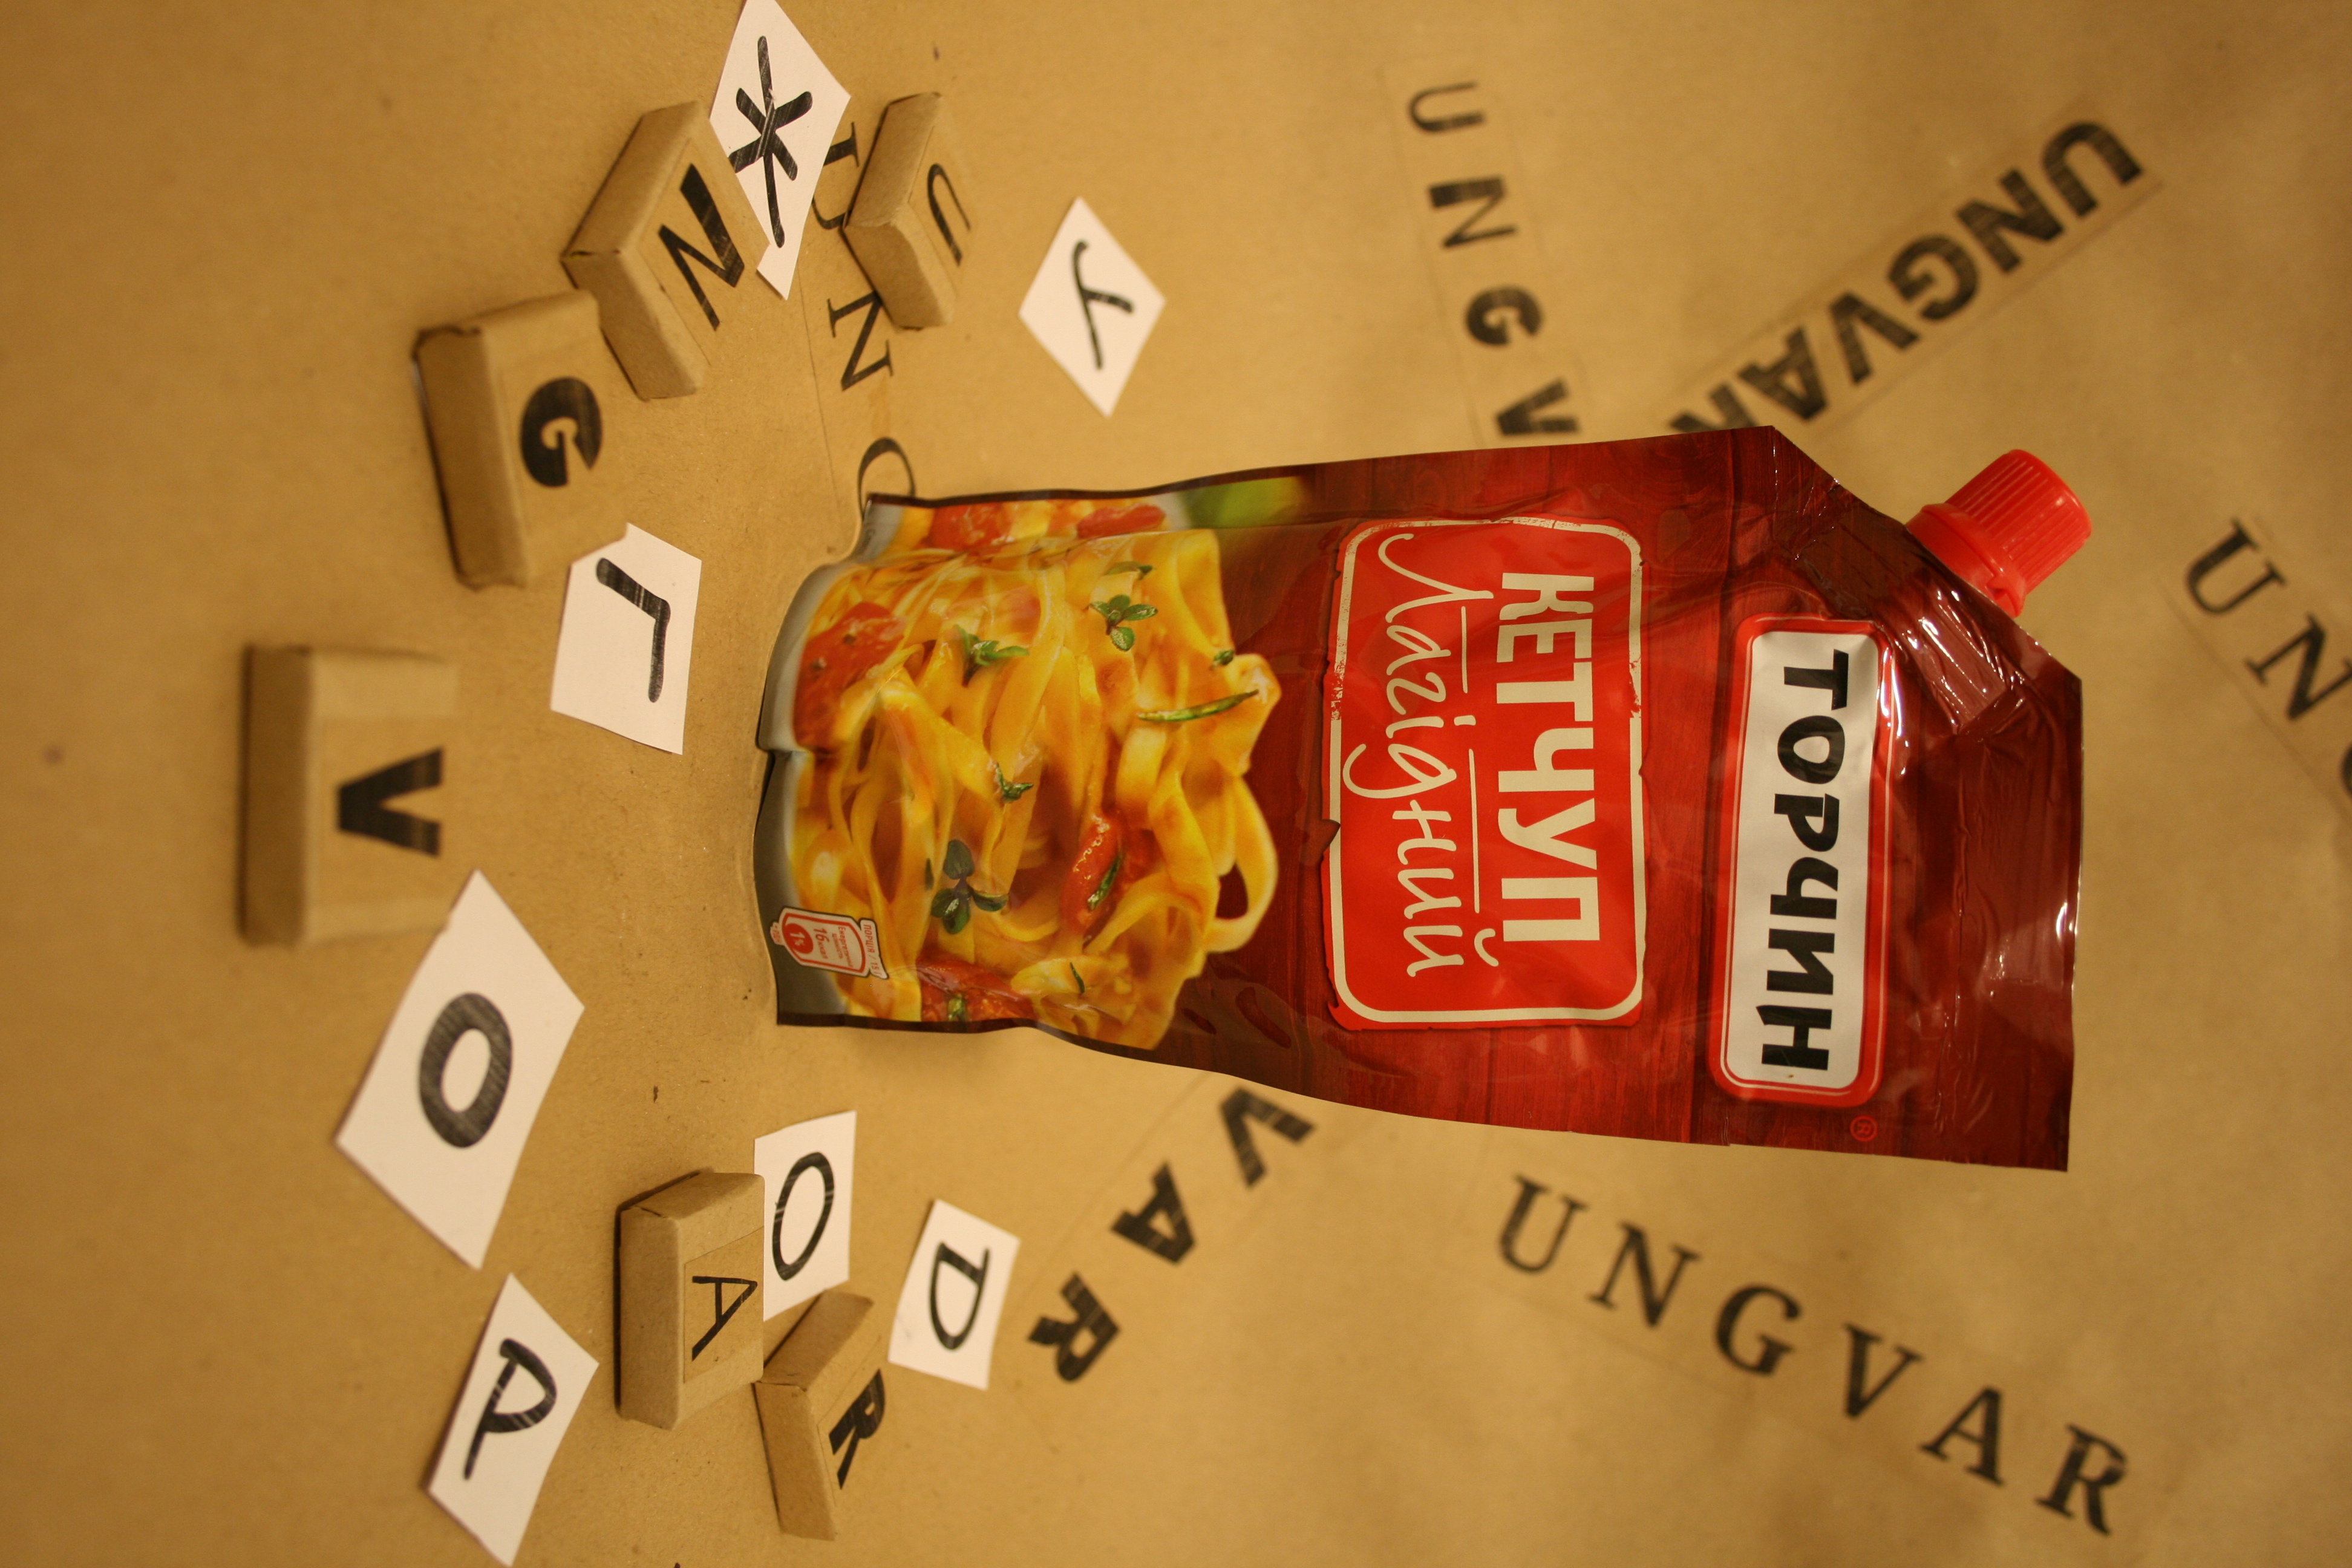 UNG
UNGVAR
UNGVAR
ТОРЧИН
®
КЕТЧУП
Лагідний
UNGV
VAR
У
D
U
UNG
R
О
Ж
N
A
Г
G
О
Р
V
ПОРЦІЯ / 15 г
Енергетична
цінність
16 ккал
1%